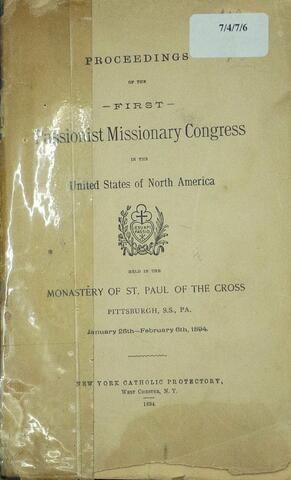 7/4/7/6
PROCEEDINGS
OF THE
—FIRST—
Passionist Missionary Congress
IN THE
United States of North America
HELD IN THE
MONASTERY OF ST. PAUL OF THE CROSS
PITTSBURGH, S.S., PA.
January 26th—February 6th, 1894.
NEW YORK CATHOLIC PROTECTORY,
WEST CHESTER, N. Y.
1894.